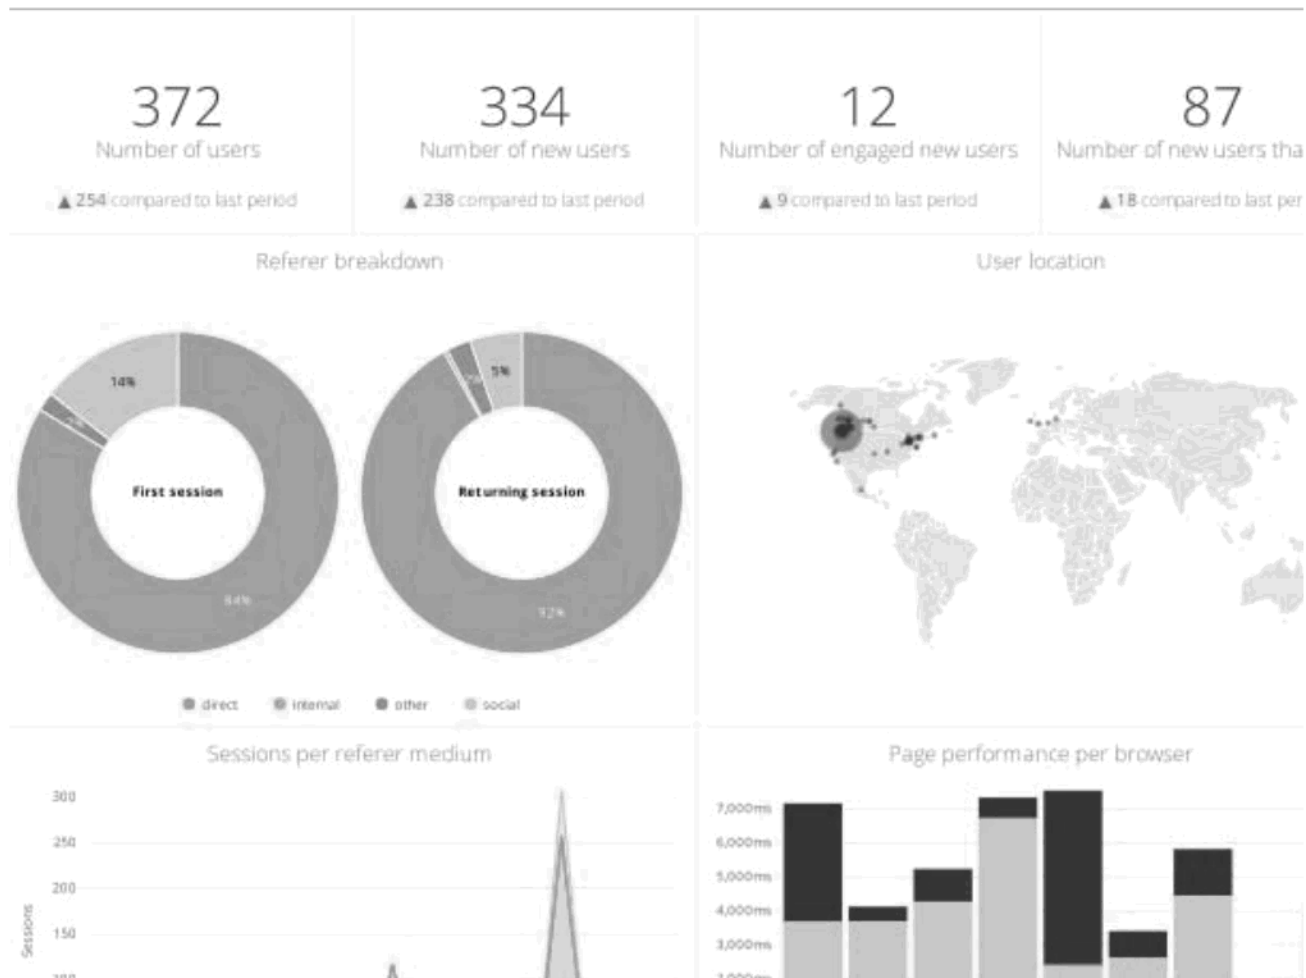 372
Number of users
▲ 254 compared to last period
334
Number of new users
▲ 238 compared to last period
12
Number of engaged new users
▲ 9 compared to last period
87
Number of new users tha
▲ 18 compared to last per
Referer breakdown
14%
First session
84%
5%
Returning session
92%
direct
internal
other
social
User location
Sessions per referer medium
300
250
200
150
Sessions
Page performance per browser
7,000ms
6,000ms
5,000ms
4,000ms
3,000ms